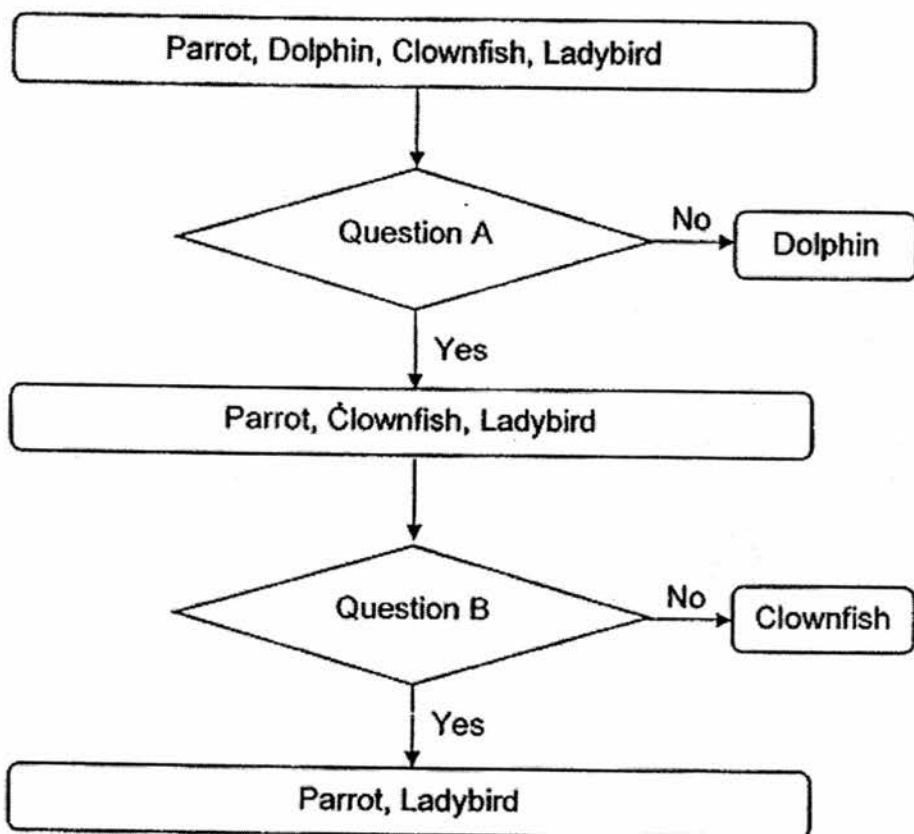 Parrot, Dolphin, Clownfish, Ladybird
Question A
No
Dolphin
Yes
Parrot, Clownfish, Ladybird
Question B
No
Clownfish
Yes
Parrot, Ladybird